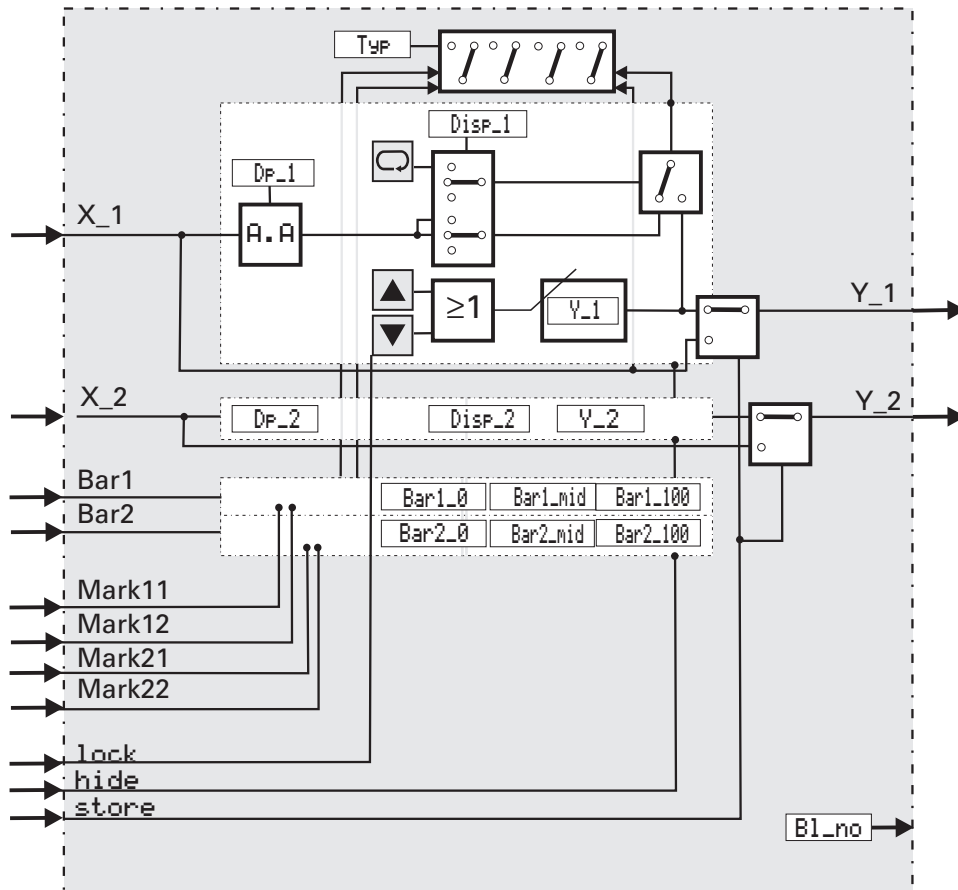 Typ
Disp_1
Dp_1
X_1
A.A
≥1
Y_1
Y_1
X_2
Y_2
Dp_2
Disp_2
Y_2
Bar1
Bar1_0
Bar1_mid
Bar1_100
Bar2
Bar2_0
Bar2_mid
Bar2_100
Mark11
Mark12
Mark21
Mark22
lock
hide
store
Bl_no